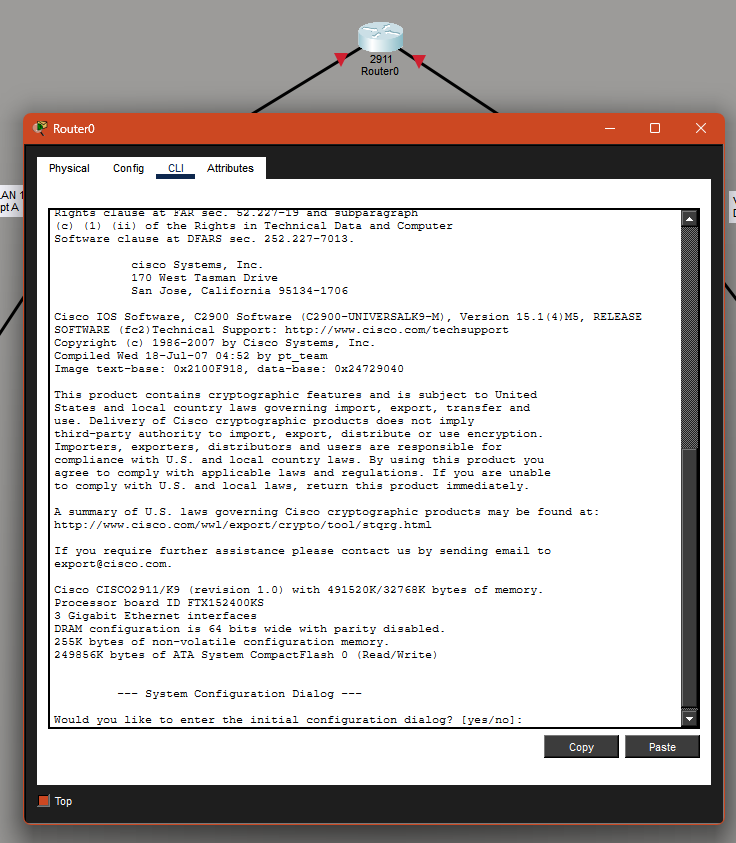 2911
Router0
Router0
Physical
Config
CLI
Attributes
LAN 1
pt A
V
D
Rights clause at FAR sec. 52.227-19 and subparagraph
(c) (1) (ii) of the Rights in Technical Data and Computer
Software clause at DFARS sec. 252.227-7013.
cisco Systems, Inc.
170 West Tasman Drive
San Jose, California 95134-1706
Cisco IOS Software, C2900 Software (C2900-UNIVERSALK9-M), Version 15.1(4)M5, RELEASE
SOFTWARE (fc2)Technical Support: http://www.cisco.com/techsupport
Copyright (c) 1986-2007 by Cisco Systems, Inc.
Compiled Wed 18-Jul-07 04:52 by pt_team
Image text-base: 0x2100F918, data-base: 0x24729040
This product contains cryptographic features and is subject to United
States and local country laws governing import, export, transfer and
use. Delivery of Cisco cryptographic products does not imply
third-party authority to import, export, distribute or use encryption.
Importers, exporters, distributors and users are responsible for
compliance with U.S. and local country laws. By using this product you
agree to comply with applicable laws and regulations. If you are unable
to comply with U.S. and local laws, return this product immediately.
A summary of U.S. laws governing Cisco cryptographic products may be found at:
http://www.cisco.com/wwl/export/crypto/tool/stqrg.html
If you require further assistance please contact us by sending email to
export@cisco.com.
Cisco CISCO2911/K9 (revision 1.0) with 491520K/32768K bytes of memory.
Processor board ID FTX152400KS
3 Gigabit Ethernet interfaces
DRAM configuration is 64 bits wide with parity disabled.
255K bytes of non-volatile configuration memory.
249856K bytes of ATA System CompactFlash 0 (Read/Write)
--- System Configuration Dialog ---
Would you like to enter the initial configuration dialog? [yes/no]:
Copy
Paste
Top